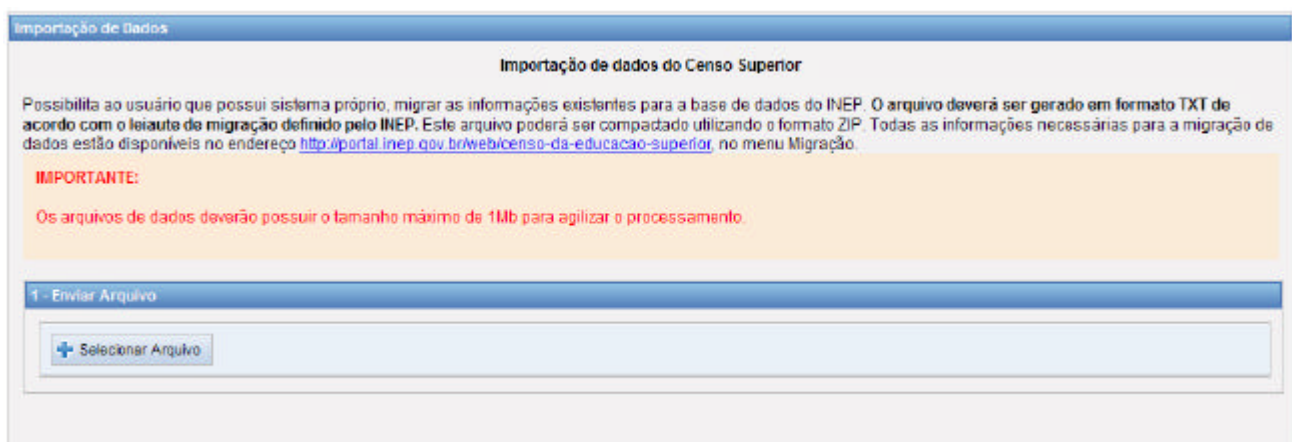 Importação de Dados
Importação de dados do Censo Superior
Possibilita ao usuário que possui sistema próprio, migrar as informações existentes para a base de dados do INEP. O arquivo deverá ser gerado em formato TXT de
acordo com o leiaute de migração definido pelo INEP. Este arquivo poderá ser compactado utilizando o formato ZIP. Todas as informações necessárias para a migração de
dados estão disponíveis no endereço http://portal.inep.gov.br/web/censo-da-educacao-superior, no menu Migração.
IMPORTANTE:
Os arquivos de dados deverão possuir o tamanho máximo de 1Mb para agilizar o processamento.
1 - Enviar Arquivo
Selecionar Arquivo